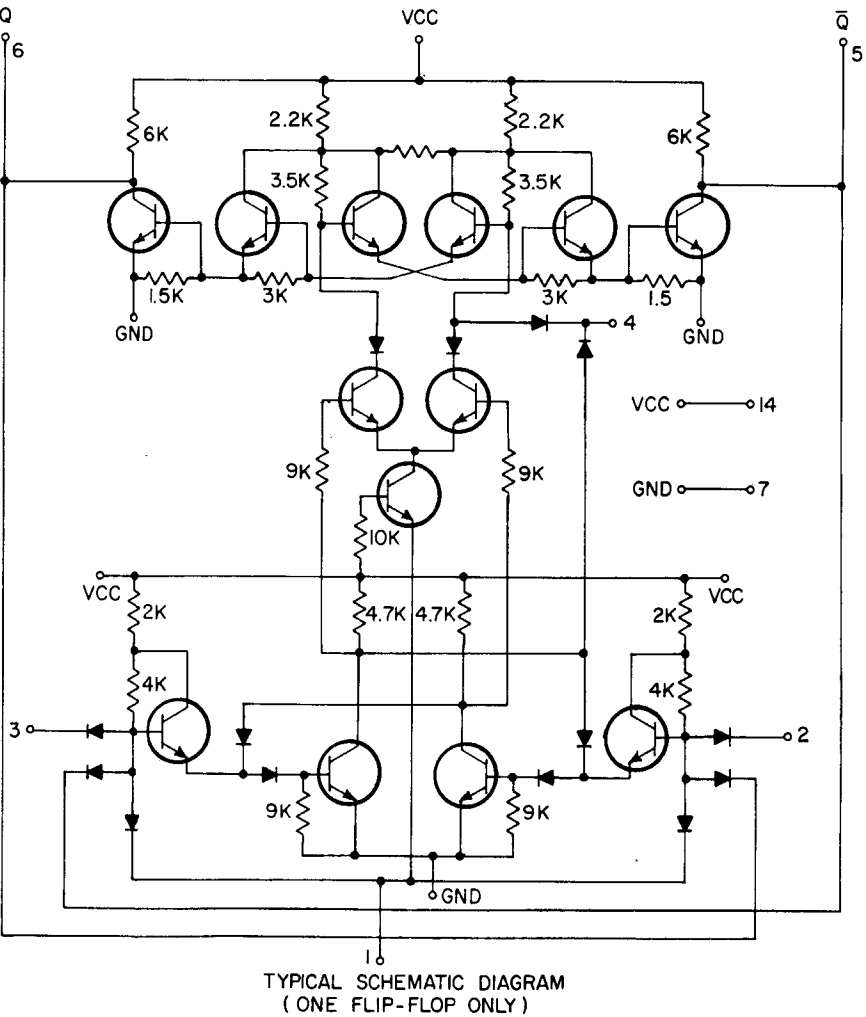 Q VCC Q̅
6 5
6K 2.2K 2.2K 6K
3.5K 3.5K
1.5K 3K 3K 1.5
GND GND
4
VCC 14
9K 9K
GND 7
10K
VCC VCC
2K 4.7K 4.7K 2K
4K 4K
3 2
9K 9K
GND
1
TYPICAL SCHEMATIC DIAGRAM
(ONE FLIP-FLOP ONLY)